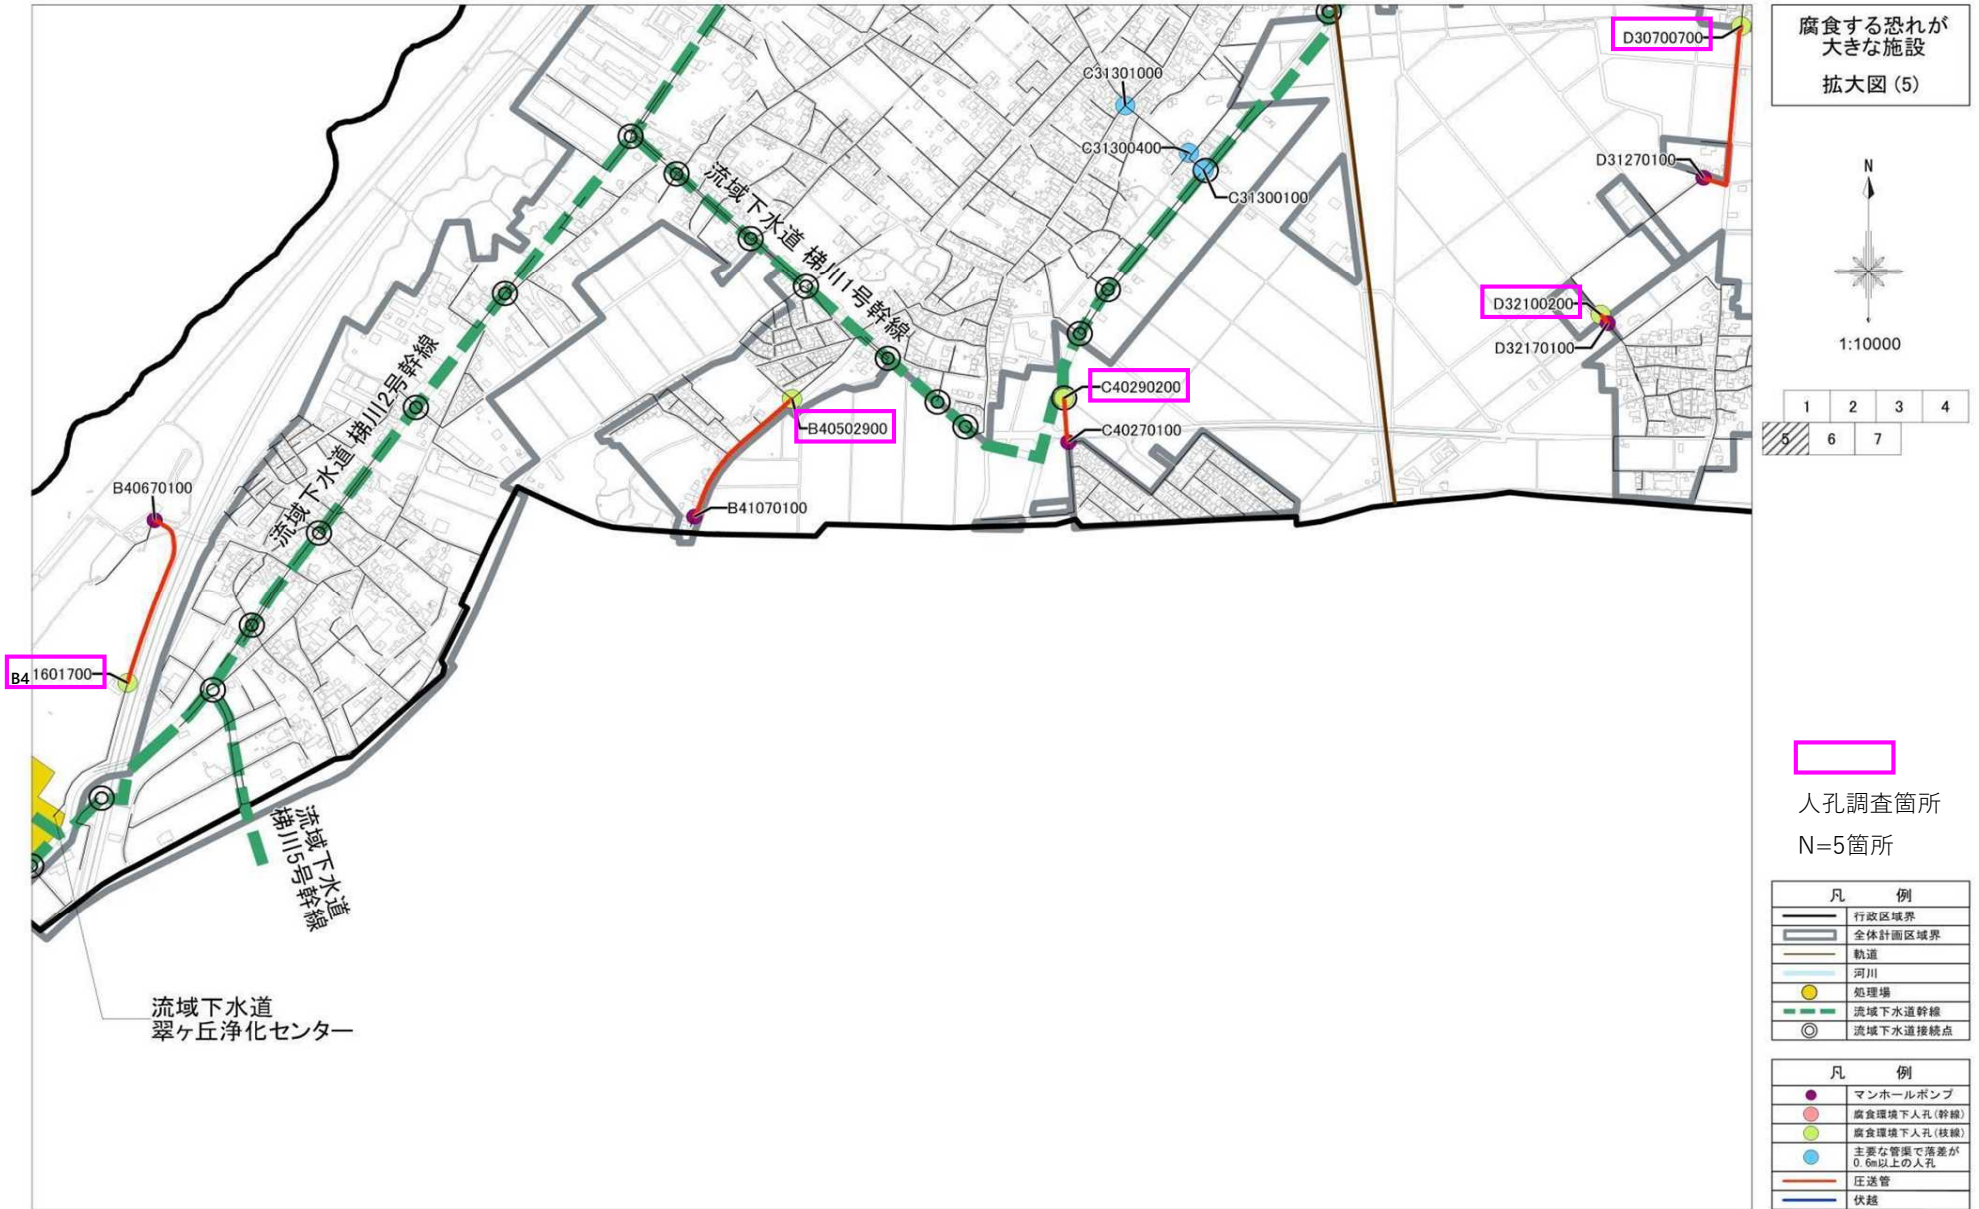 腐食する恐れが
大きな施設
拡大図(5)
D30700700
C31301000
C31300400
C31300100
D31270100
N
D32100200
D32170100
1:10000
流域下水道 梯川1号幹線
流域下水道 梯川2号幹線
C40290200
C40270100
B40502900
B41070100
B40670100
B4 1601700
1 2 3 4
5 6 7
流域下水道
梯川5号幹線
流域下水道
翠ヶ丘浄化センター
人孔調査箇所
N=5箇所
凡 例
行政区域界
全体計画区域界
軌道
河川
処理場
流域下水道幹線
流域下水道接続点
凡 例
マンホールポンプ
腐食環境下人孔(幹線)
腐食環境下人孔(枝線)
主要な管渠で落差が
0.6m以上の人孔
圧送管
伏越